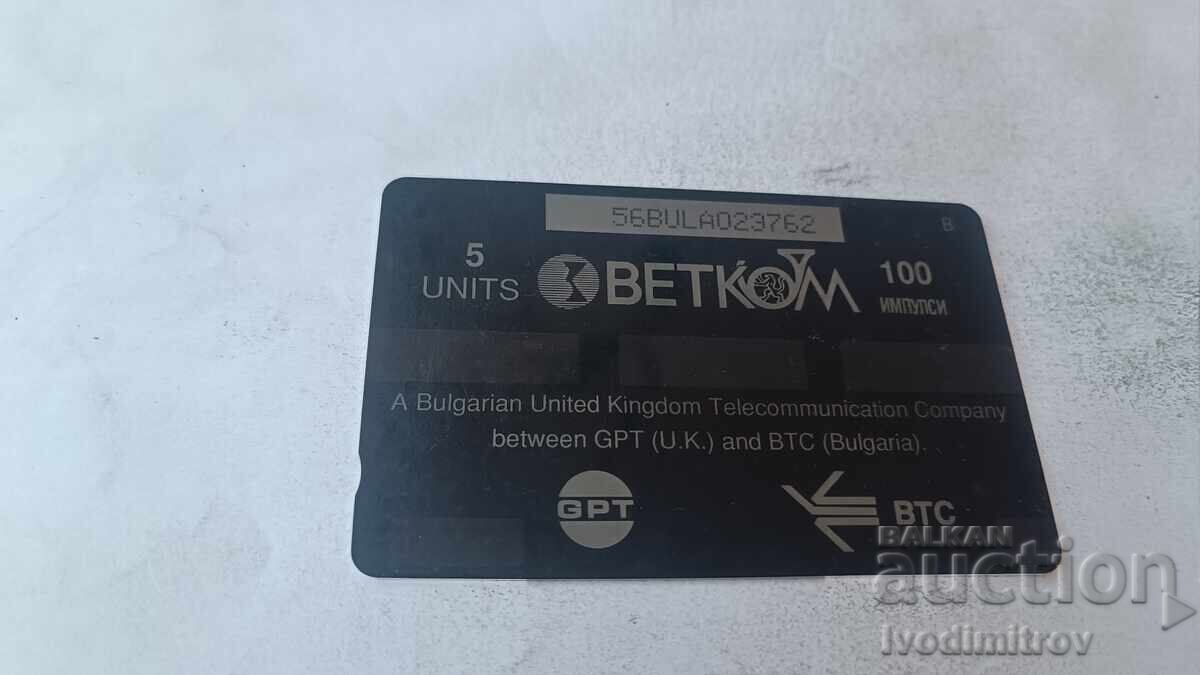 56BULA023762
B
5
UNITS
BETKOM
100
ИМПУЛСИ
A Bulgarian United Kingdom Telecommunication Company
between GPT (U.K.) and BTC (Bulgaria).
GPT
BTC
BALKAN
auction
Ivodimitrov